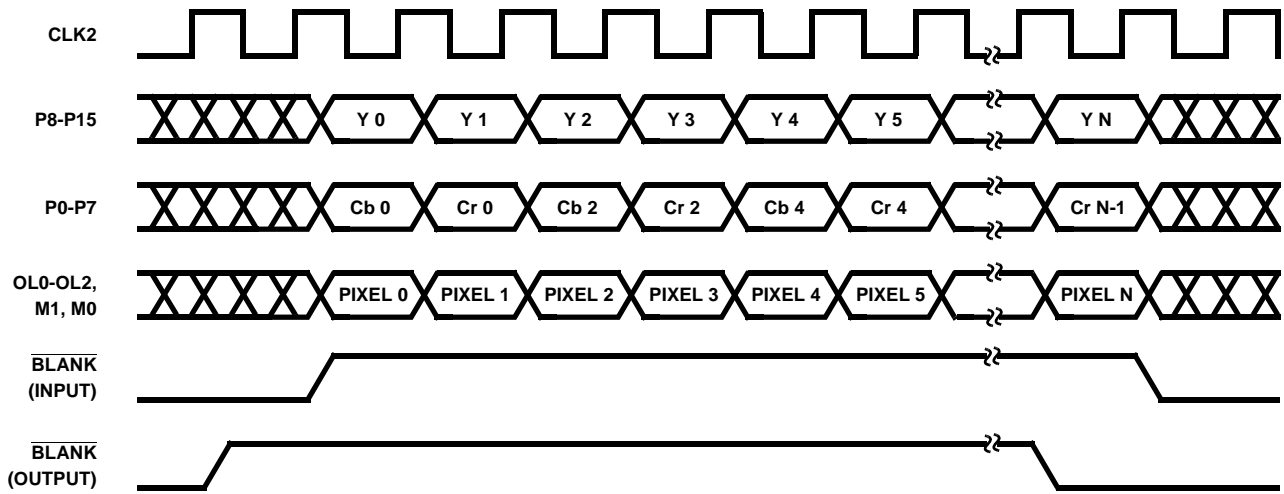 CLK2
P8-P15
Y 0 Y 1 Y 2 Y 3 Y 4 Y 5 Y N
P0-P7
Cb 0 Cr 0 Cb 2 Cr 2 Cb 4 Cr 4 Cr N-1
OL0-OL2,
M1, M0
PIXEL 0 PIXEL 1 PIXEL 2 PIXEL 3 PIXEL 4 PIXEL 5 PIXEL N
BLANK
(INPUT)
BLANK
(OUTPUT)